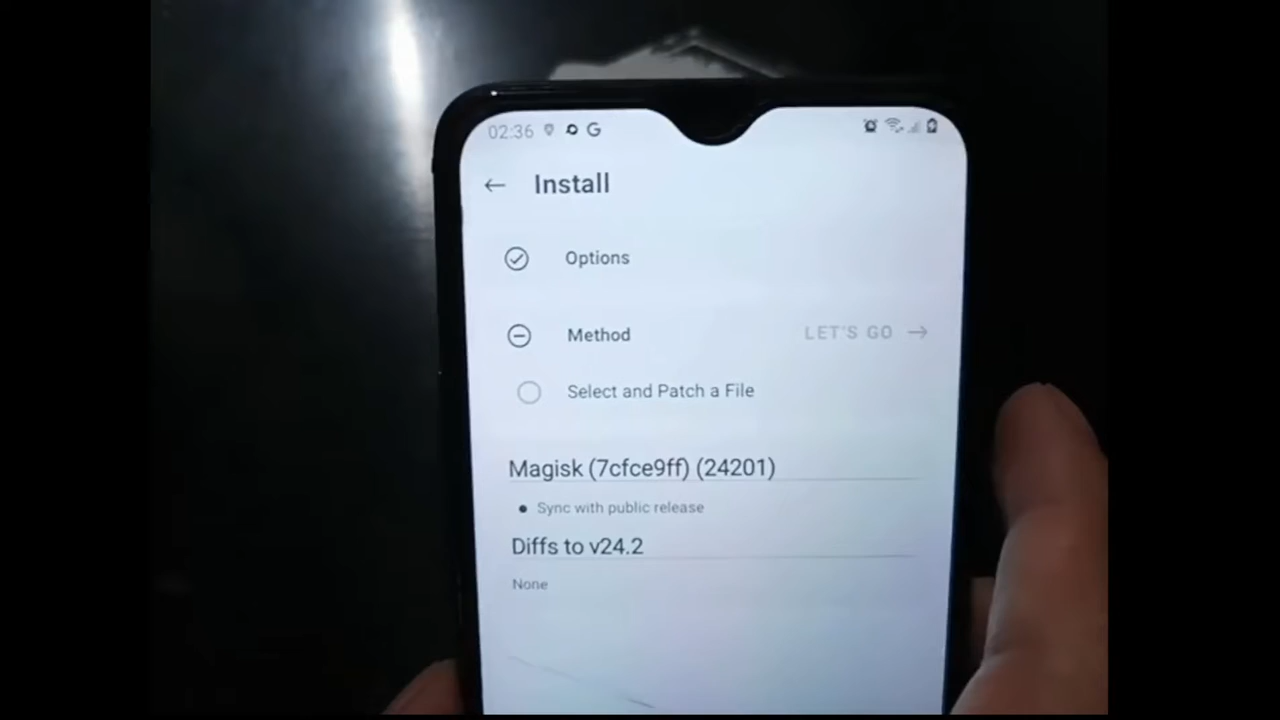 02:36 G
Install
Options
Method LET'S GO
Select and Patch a File
Magisk (7cfce9ff) (24201)
Sync with public release
Diffs to v24.2
None